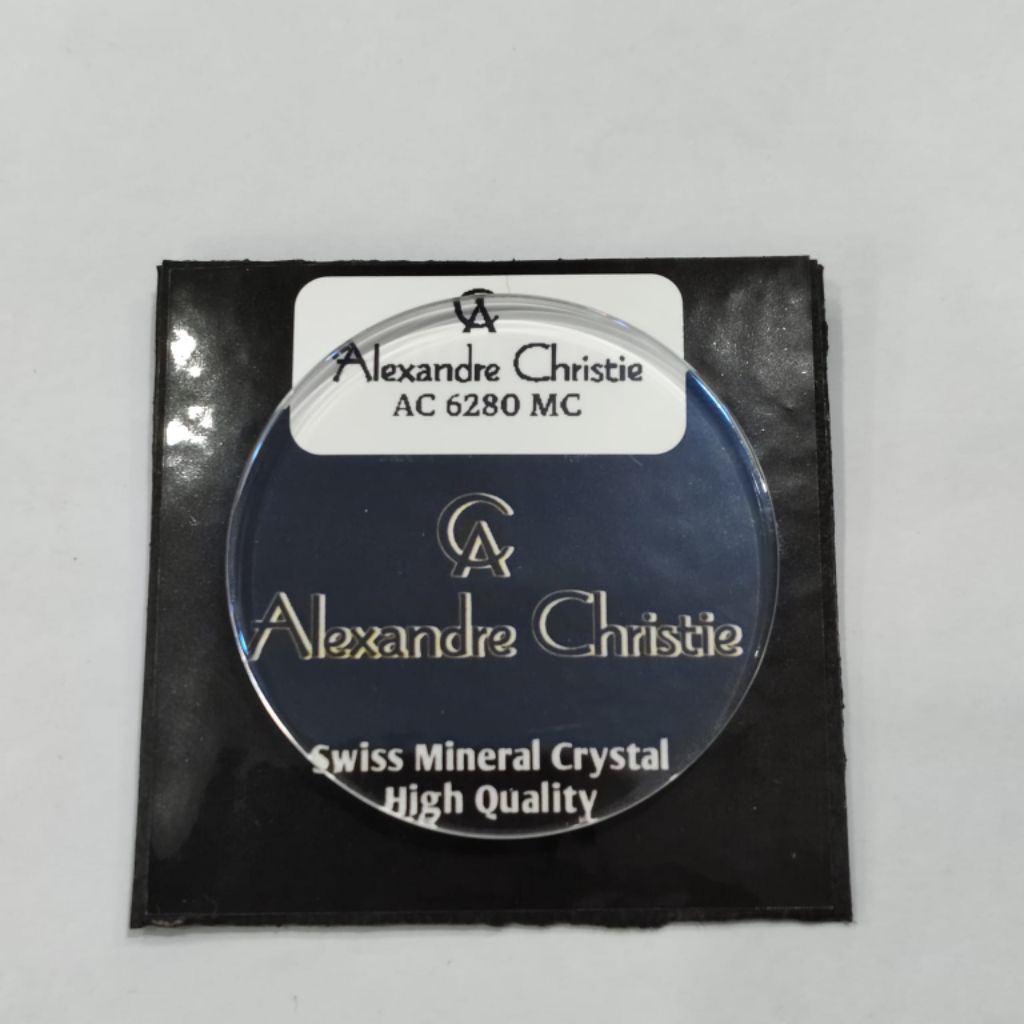 CA
Alexandre Christie
AC 6280 MC
CA
Alexandre Christie
Swiss Mineral Crystal
High Quality